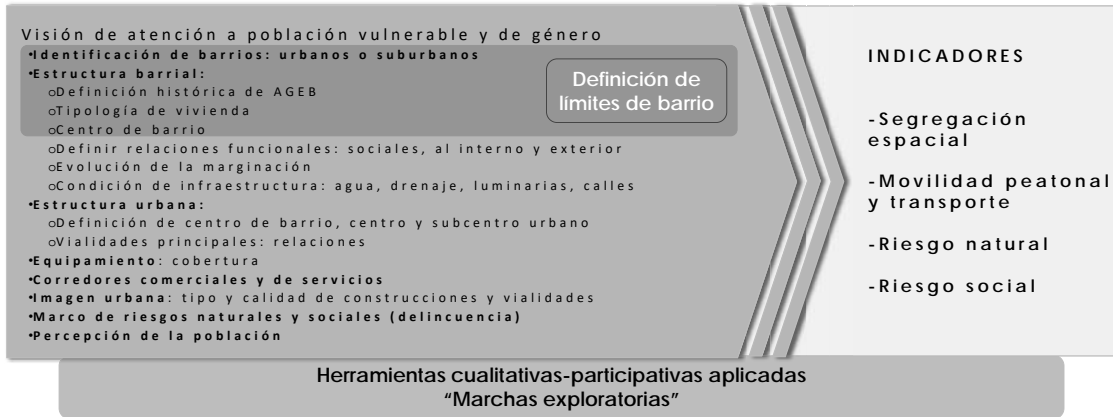 Visión de atención a población vulnerable y de género
•Identificación de barrios: urbanos o suburbanos
•Estructura barrial:
oDefinición histórica de AGEB
oTipología de vivienda
oCentro de barrio
Definición de
límites de barrio
oDefinir relaciones funcionales: sociales, al interno y exterior
oEvolución de la marginación
oCondición de infraestructura: agua, drenaje, luminarias, calles
•Estructura urbana:
oDefinición de centro de barrio, centro y subcentro urbano
oVialidades principales: relaciones
•Equipamiento: cobertura
•Corredores comerciales y de servicios
•Imagen urbana: tipo y calidad de construcciones y vialidades
•Marco de riesgos naturales y sociales (delincuencia)
•Percepción de la población
INDICADORES
-Segregación
espacial
-Movilidad peatonal
y transporte
-Riesgo natural
-Riesgo social
Herramientas cualitativas-participativas aplicadas
“Marchas exploratorias”